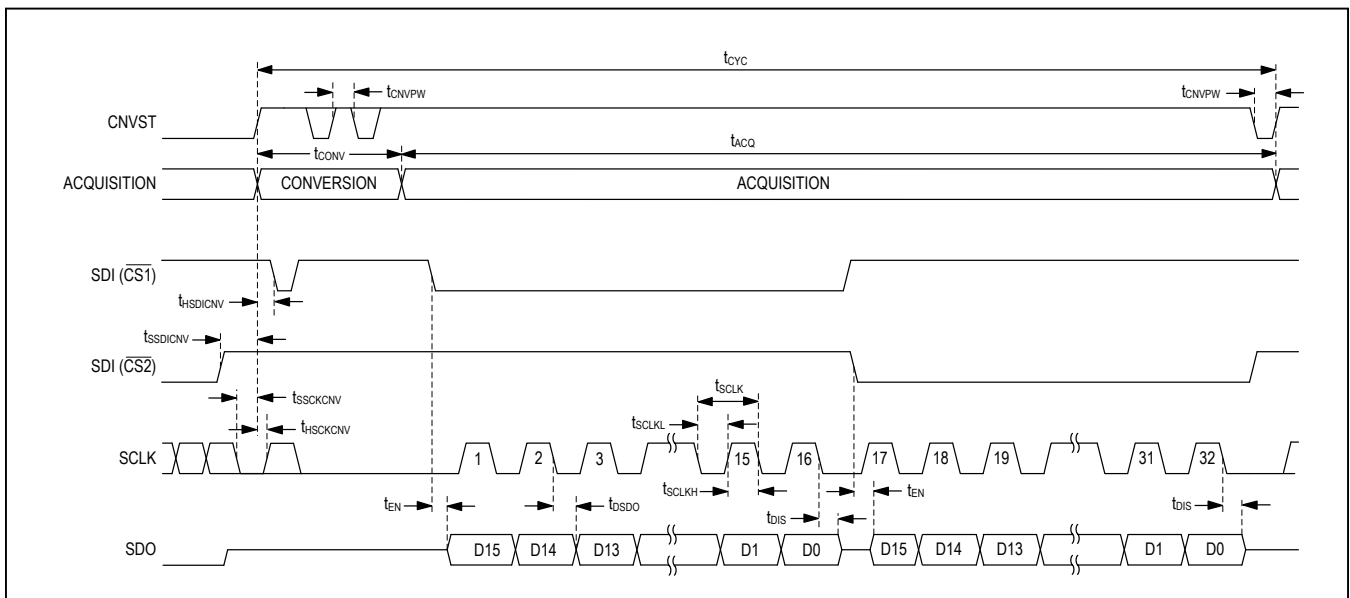 tCYC
tCNVPW tCNVPW
CNVST
tCONV tACQ
ACQUISITION CONVERSION ACQUISITION
SDI (CS1)
tHSDICNV
tSSDICNV
SDI (CS2)
tSSCKCNV tSCLK
tHSCKCNV tSCLKL
SCLK 1 2 3 15 16 17 18 19 31 32
tSCLKH
tEN tDSDO tDIS tEN tDIS
SDO D15 D14 D13 D1 D0 D15 D14 D13 D1 D0